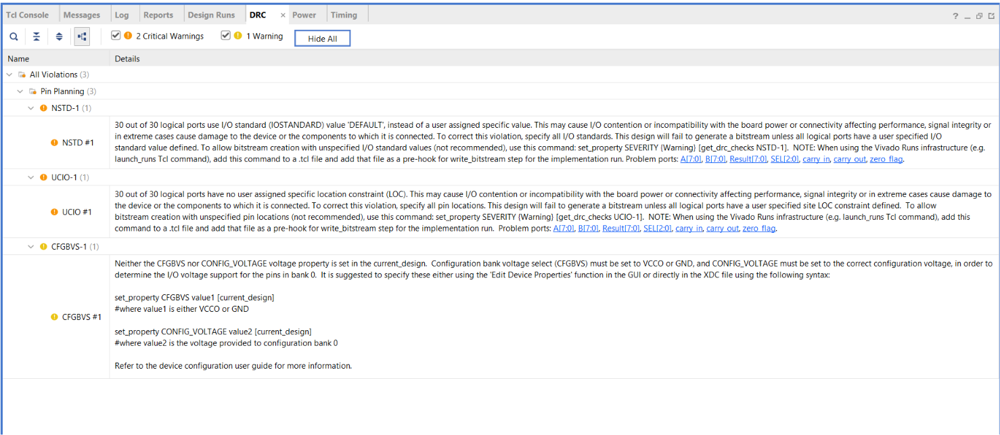 Tcl Console Messages Log Reports Design Runs DRC × Power Timing ?
2 Critical Warnings 1 Warning Hide All
Name Details
All Violations (3)
Pin Planning (3)
NSTD-1 (1)
NSTD #1
30 out of 30 logical ports use I/O standard (IOSTANDARD) value 'DEFAULT', instead of a user assigned specific value. This may cause I/O contention or incompatibility with the board power or connectivity affecting performance, signal integrity or
in extreme cases cause damage to the device or the components to which it is connected. To correct this violation, specify all I/O standards. This design will fail to generate a bitstream unless all logical ports have a user specified I/O
standard value defined. To allow bitstream creation with unspecified I/O standard values (not recommended), use this command: set_property SEVERITY {Warning} [get_drc_checks NSTD-1].  NOTE: When using the Vivado Runs infrastructure (e.g.
launch_runs Tcl command), add this command to a .tcl file and add that file as a pre-hook for write_bitstream step for the implementation run. Problem ports: A[7:0], B[7:0], Result[7:0], SEL[2:0], carry_in, carry_out, zero_flag.
UCIO-1 (1)
UCIO #1
30 out of 30 logical ports have no user assigned specific location constraint (LOC). This may cause I/O contention or incompatibility with the board power or connectivity affecting performance, signal integrity or in extreme cases cause damage to
the device or the components to which it is connected. To correct this violation, specify all pin locations. This design will fail to generate a bitstream unless all logical ports have a user specified site LOC constraint defined.  To allow
bitstream creation with unspecified pin locations (not recommended), use this command: set_property SEVERITY {Warning} [get_drc_checks UCIO-1].  NOTE: When using the Vivado Runs infrastructure (e.g. launch_runs Tcl command), add this
command to a .tcl file and add that file as a pre-hook for write_bitstream step for the implementation run.  Problem ports: A[7:0], B[7:0], Result[7:0], SEL[2:0], carry_in, carry_out, zero_flag.
CFGBVS-1 (1)
CFGBVS #1
Neither the CFGBVS nor CONFIG_VOLTAGE voltage property is set in the current_design.  Configuration bank voltage select (CFGBVS) must be set to VCCO or GND, and CONFIG_VOLTAGE must be set to the correct configuration voltage, in order to
determine the I/O voltage support for the pins in bank 0.  It is suggested to specify these either using the 'Edit Device Properties' function in the GUI or directly in the XDC file using the following syntax:
set_property CFGBVS value1 [current_design]
#where value1 is either VCCO or GND
set_property CONFIG_VOLTAGE value2 [current_design]
#where value2 is the voltage provided to configuration bank 0
Refer to the device configuration user guide for more information.